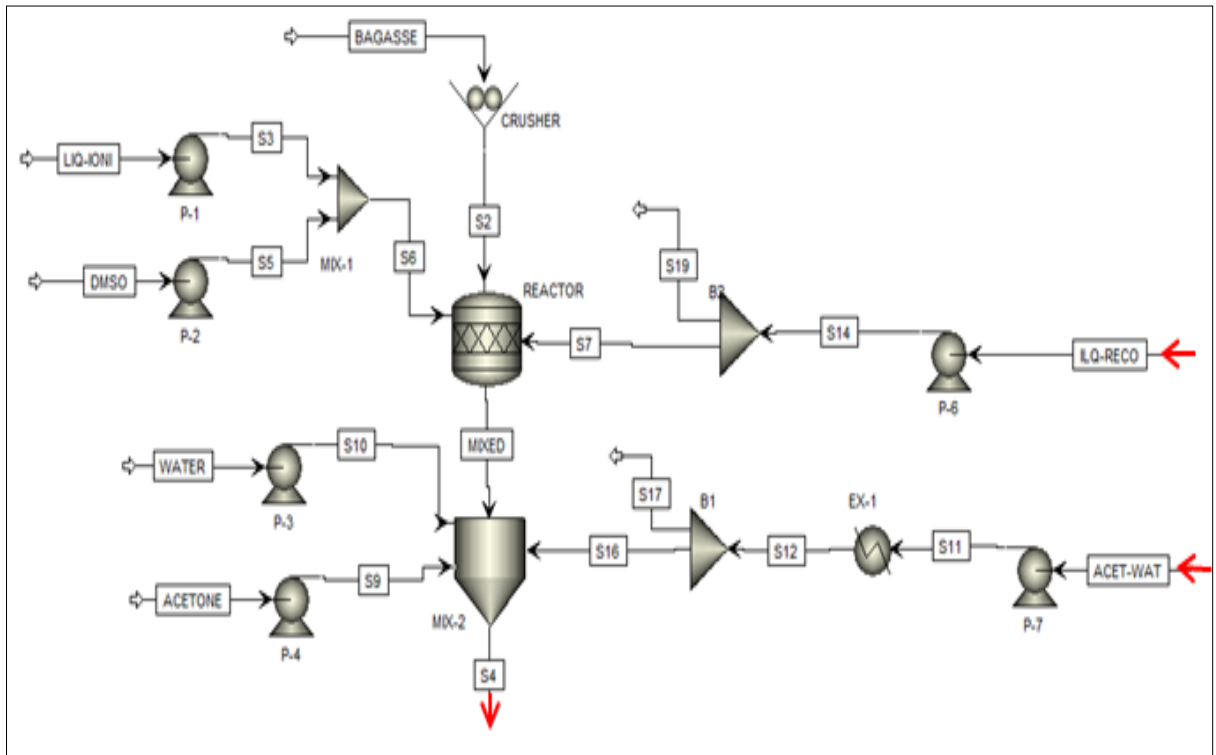 BAGASSE
CRUSHER
S3
LIQ-IONI
P-1
S2
S6
MIX-1
S5
DMSO
P-2
REACTOR
S19
S14
S7
ILQ-RECO
P-6
MIXED
S10
WATER
P-3
S17
B1
EX-1
S16
S12
S11
ACET-WAT
P-7
S9
ACETONE
P-4
MIX-2
S4